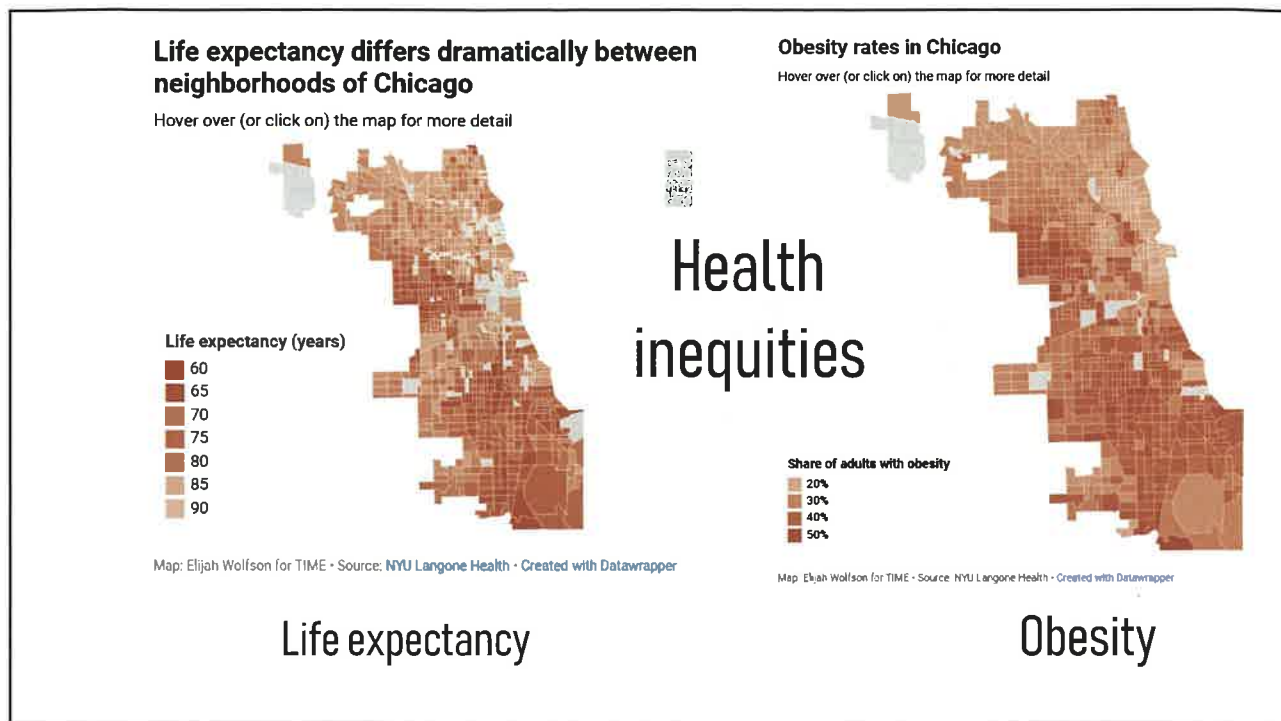 Life expectancy differs dramatically between
neighborhoods of Chicago
Hover over (or click on) the map for more detail
Life expectancy (years)
60
65
70
75
80
85
90
Map: Elijah Wolfson for TIME · Source: NYU Langone Health · Created with Datawrapper
Life expectancy
Health
inequities
Obesity rates in Chicago
Hover over (or click on) the map for more detail
Share of adults with obesity
20%
30%
40%
50%
Map: Elijah Wolfson for TIME · Source: NYU Langone Health · Created with Datawrapper
Obesity